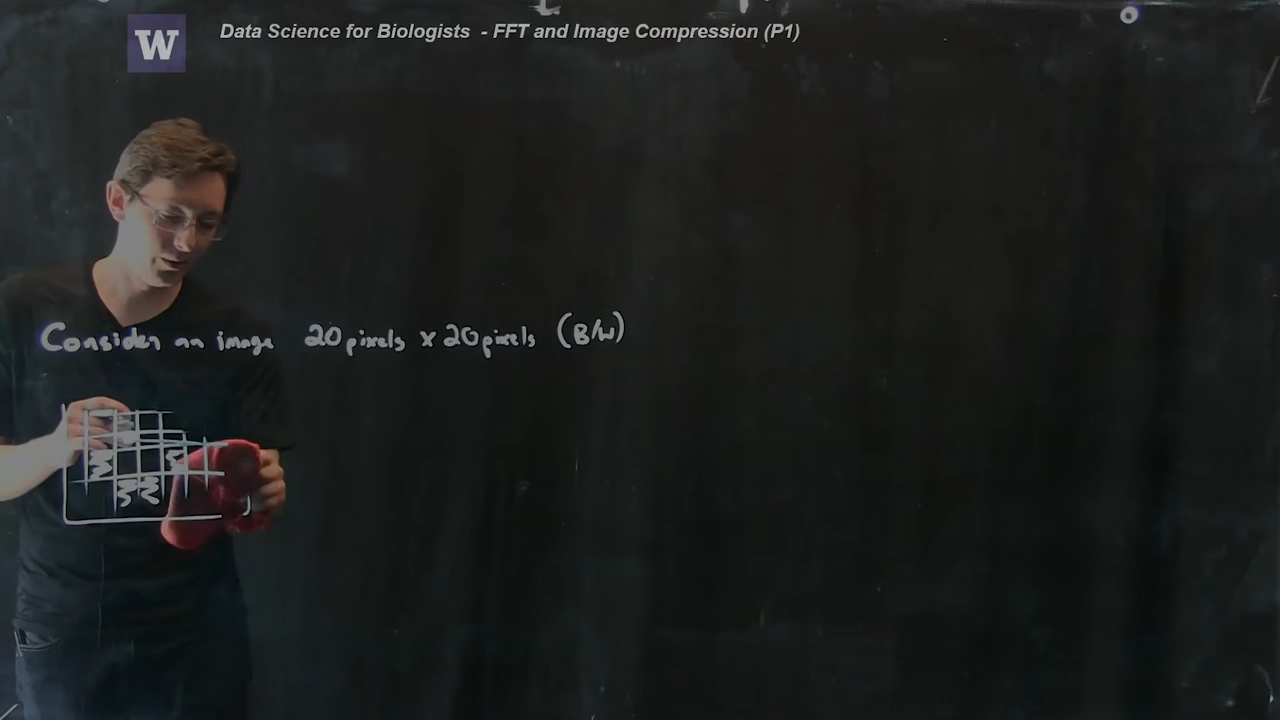 W
Data Science for Biologists - FFT and Image Compression (P1)
Consider an image 20 pixels x 20 pixels (B/W)